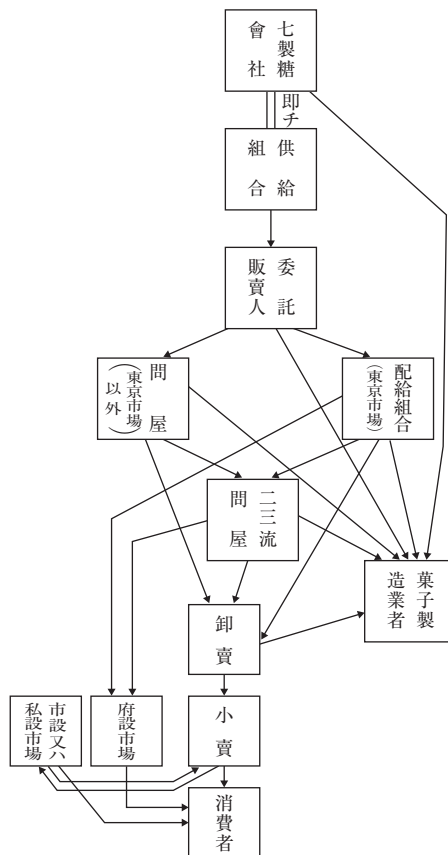 七製糖
會社
即チ
供給
組合
委託
販賣人
問屋
（東京市場
以外）
配給組合
（東京市場）
二三流
問屋
菓子製
造業者
卸賣
市設又ハ
私設市場
府設市場
小賣
消費者